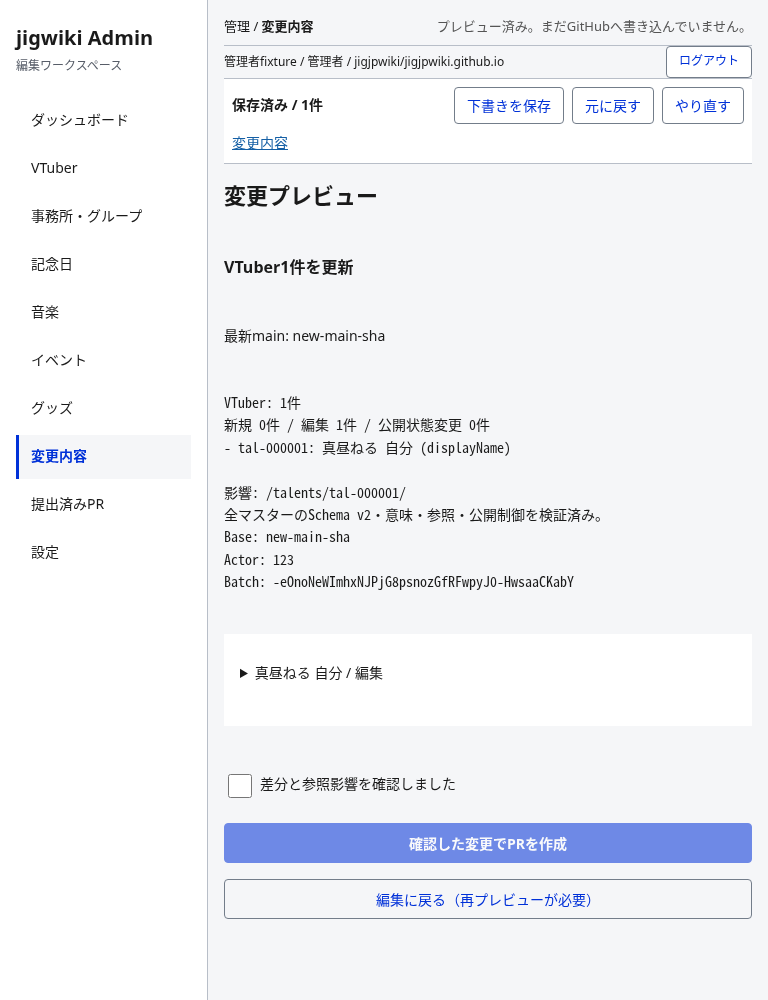 jigwiki Admin
編集ワークスペース
ダッシュボード
VTuber
事務所・グループ
記念日
音楽
イベント
グッズ
変更内容
提出済みPR
設定
管理 / 変更内容
プレビュー済み。まだGitHubへ書き込んでいません。
管理者fixture / 管理者 / jigjpwiki/jigjpwiki.github.io
ログアウト
保存済み / 1件
下書きを保存
元に戻す
やり直す
変更内容
変更プレビュー
VTuber1件を更新
最新main: new-main-sha
VTuber: 1件
新規 0件 / 編集 1件 / 公開状態変更 0件
- tal-000001: 真昼ねる 自分 (displayName)
影響: /talents/tal-000001/
全マスターのSchema v2・意味・参照・公開制御を検証済み。
Base: new-main-sha
Actor: 123
Batch: -eOnoNeWImhxNJPjG8psnozGfRFwpyJ0-HwsaaCKabY
▶ 真昼ねる 自分 / 編集
差分と参照影響を確認しました
確認した変更でPRを作成
編集に戻る（再プレビューが必要）